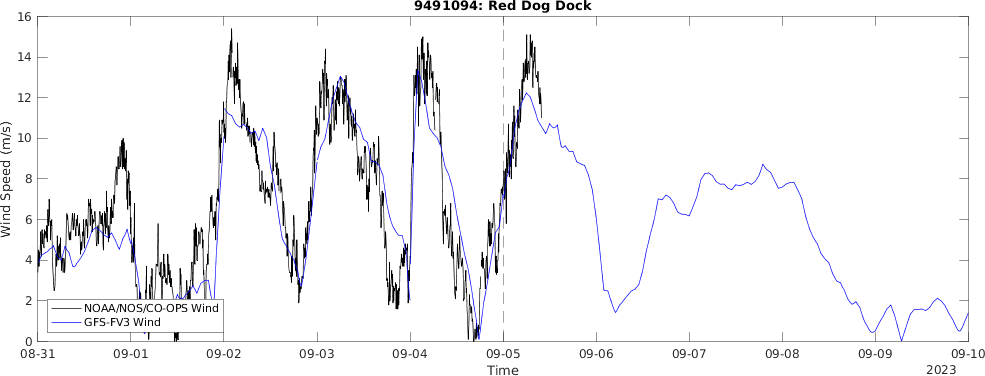 9491094: Red Dog Dock
16
14
12
10
8
6
4
2
0
Wind Speed (m/s)
NOAA/NOS/CO-OPS Wind
GFS-FV3 Wind
08-31 09-01 09-02 09-03 09-04 09-05 09-06 09-07 09-08 09-09 09-10
Time
2023